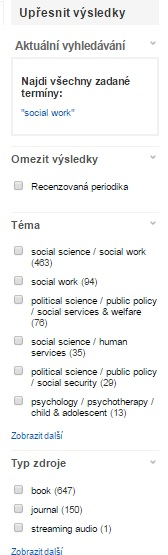 Upřesnit výsledky
Aktuální vyhledávání
Najdi všechny zadané
termíny:
"social work"
Omezit výsledky
Recenzovaná periodika
Téma
social science / social work
(463)
social work (94)
political science / public policy
/ social services & welfare
(76)
social science / human
services (35)
political science / public policy
/ social security (29)
psychology / psychotherapy /
child & adolescent (13)
Zobrazit další
Typ zdroje
book (647)
journal (150)
streaming audio (1)
Zobrazit další